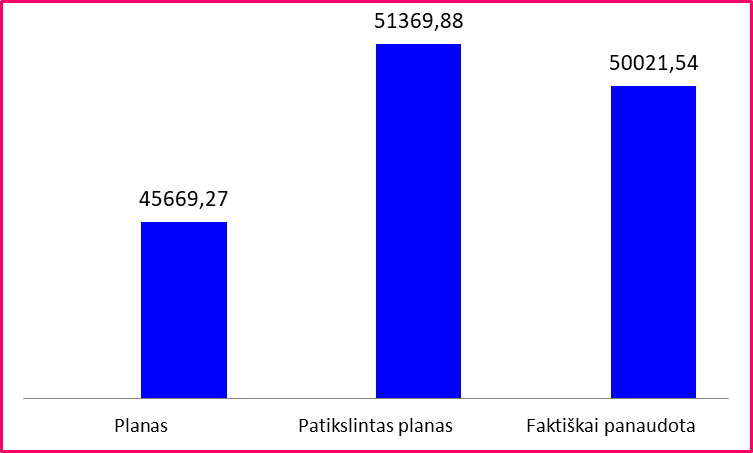 51369,88
50021,54
45669,27
Planas
Patikslintas planas
Faktiškai panaudota